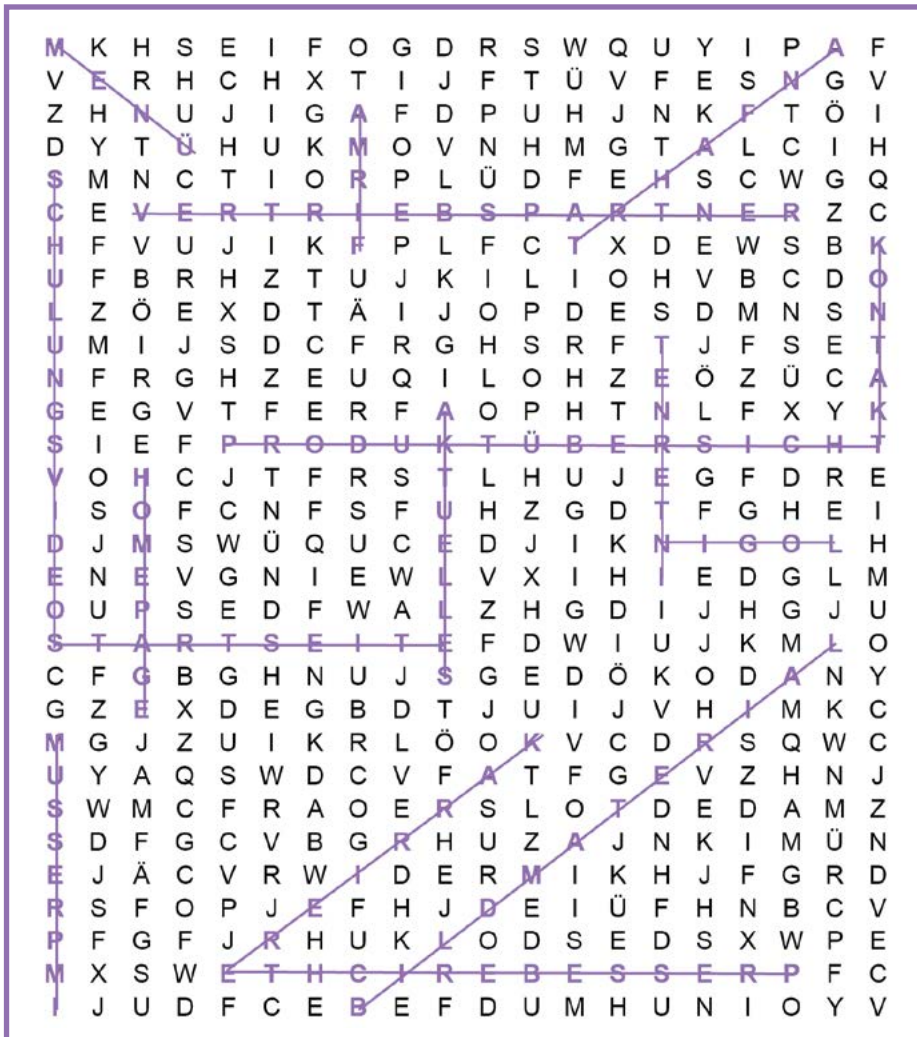 M K H S E I F O G D R S W Q U Y I P A F
V E R H C H X T I J F T Ü V F E S N G V
Z H N U J I G A F D P U H J N K F T Ö I
D Y T Ü H U K M O V N H M G T A L C I H
S M N C T I O R P L Ü D F E H S C W G Q
C E V E R T R I E B S P A R T N E R Z C
H F V U J I K F P L F C T X D E W S B K
U F B R H Z T U J K I L I O H V B C D O
L Z Ö E X D T Ä I J O P D E S D M N S N
U M I J S D C F R G H S R F T J F S E T
N F R G H Z E U Q I L O H Z E Ö Z Ü C A
G E G V T F E R F A O P H T N L F X Y K
S I E F P R O D U K T Ü B E R S I C H T
V O H C J T F R S T L H U J E G F D R E
I S O F C N F S F U H Z G D T F G H E I
D J M S W Ü Q U C E D J I K N I G O L H
E N E V G N I E W L V X I H I E D G L M
O U P S E D F W A L Z H G D I J H G J U
S T A R T S E I T E F D W I U J K M L O
C F G B G H N U J S G E D Ö K O D A N Y
G Z E X D E G B D T J U I J V H I M K C
M G J Z U I K R L Ö O K V C D R S Q W C
U Y A Q S W D C V F A T F G E V Z H N J
S W M C F R A O E R S L O T D E D A M Z
S D F G C V B G R H U Z A J N K I M Ü N
E J Ä C V R W I D E R M I K H J F G R D
R S F O P J E F H J D E I Ü F H N B C V
P F G F J R H U K L O D S E D S X W P E
M X S W E T H C I R E B E S S E R P F C
I J U D F C E B E F D U M H U N I O Y V